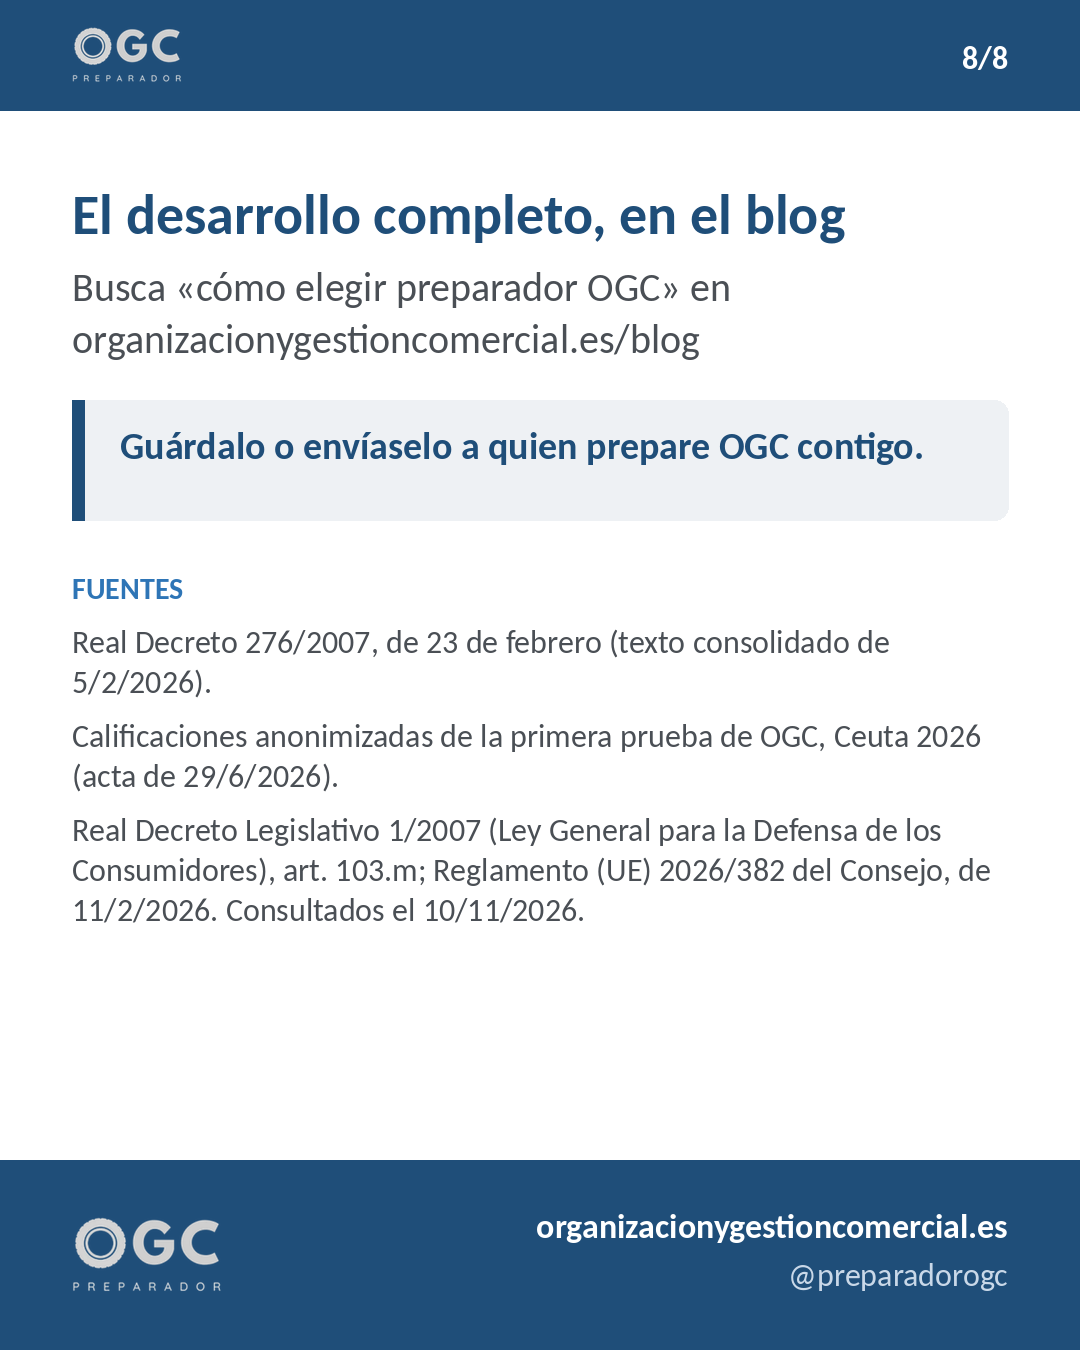 OGC
PREPARADOR
8/8
El desarrollo completo, en el blog
Busca «cómo elegir preparador OGC» en
organizacionygestioncomercial.es/blog
Guárdalo o envíaselo a quien prepare OGC contigo.
FUENTES
Real Decreto 276/2007, de 23 de febrero (texto consolidado de
5/2/2026).
Calificaciones anonimizadas de la primera prueba de OGC, Ceuta 2026
(acta de 29/6/2026).
Real Decreto Legislativo 1/2007 (Ley General para la Defensa de los
Consumidores), art. 103.m; Reglamento (UE) 2026/382 del Consejo, de
11/2/2026. Consultados el 10/11/2026.
OGC
PREPARADOR
organizacionygestioncomercial.es
@preparadorogc